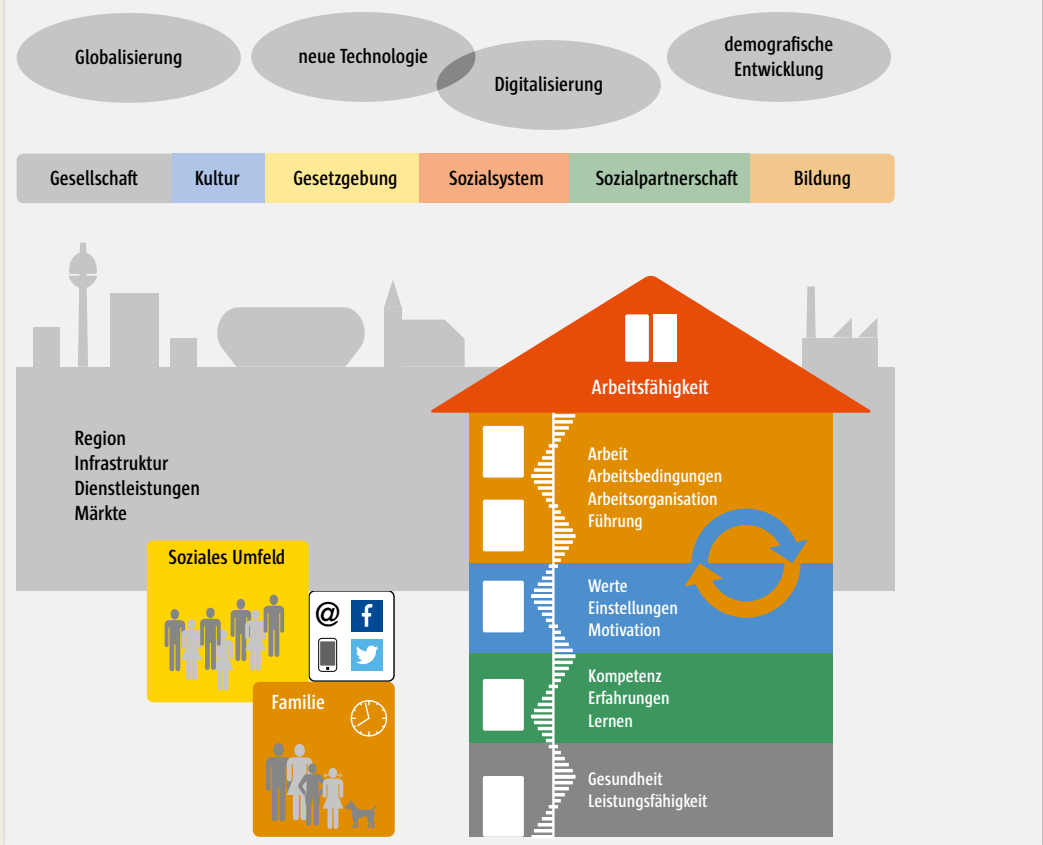 Globalisierung
neue Technologie
Digitalisierung
demografische
Entwicklung
Gesellschaft
Kultur
Gesetzgebung
Sozialsystem
Sozialpartnerschaft
Bildung
Arbeitsfähigkeit
Region
Infrastruktur
Dienstleistungen
Märkte
Arbeit
Arbeitsbedingungen
Arbeitsorganisation
Führung
Soziales Umfeld
@
f
Werte
Einstellungen
Motivation
Familie
Kompetenz
Erfahrungen
Lernen
Gesundheit
Leistungsfähigkeit